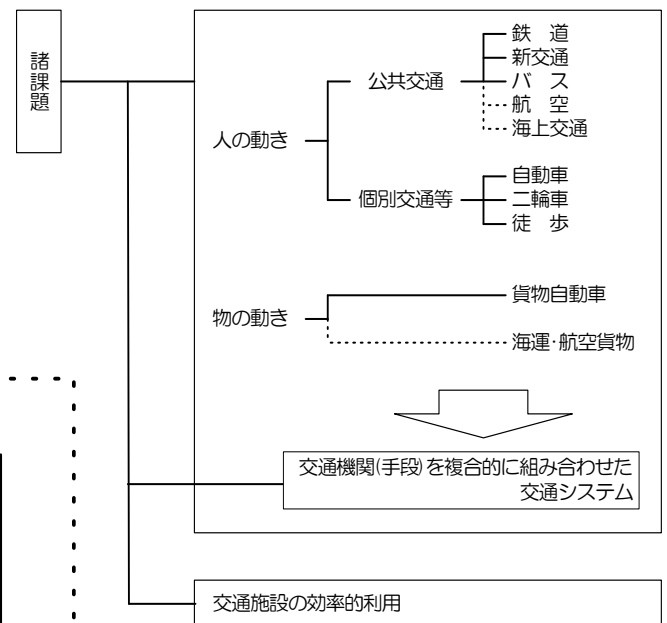 諸課題
人の動き
公共交通
鉄 道
新交通
バ ス
航 空
海上交通
個別交通等
自動車
二輪車
徒 歩
物の動き
貨物自動車
海運・航空貨物
交通機関(手段)を複合的に組み合わせた
交通システム
交通施設の効率的利用